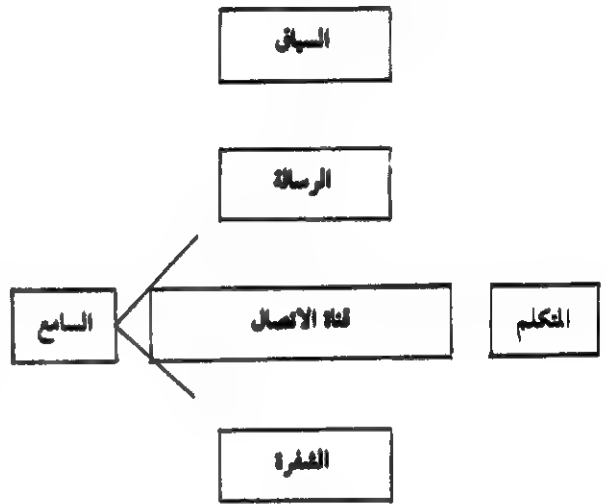 السياق
الرسالة
المتكلم
قناة الاتصال
السامع
الشفرة